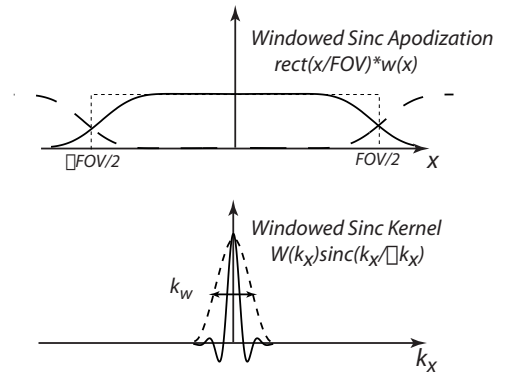 Windowed Sinc Apodization
rect(x/FOV)*w(x)
▯FOV/2
FOV/2
x
Windowed Sinc Kernel
W(kx)sinc(kx/▯kx)
kw
kx